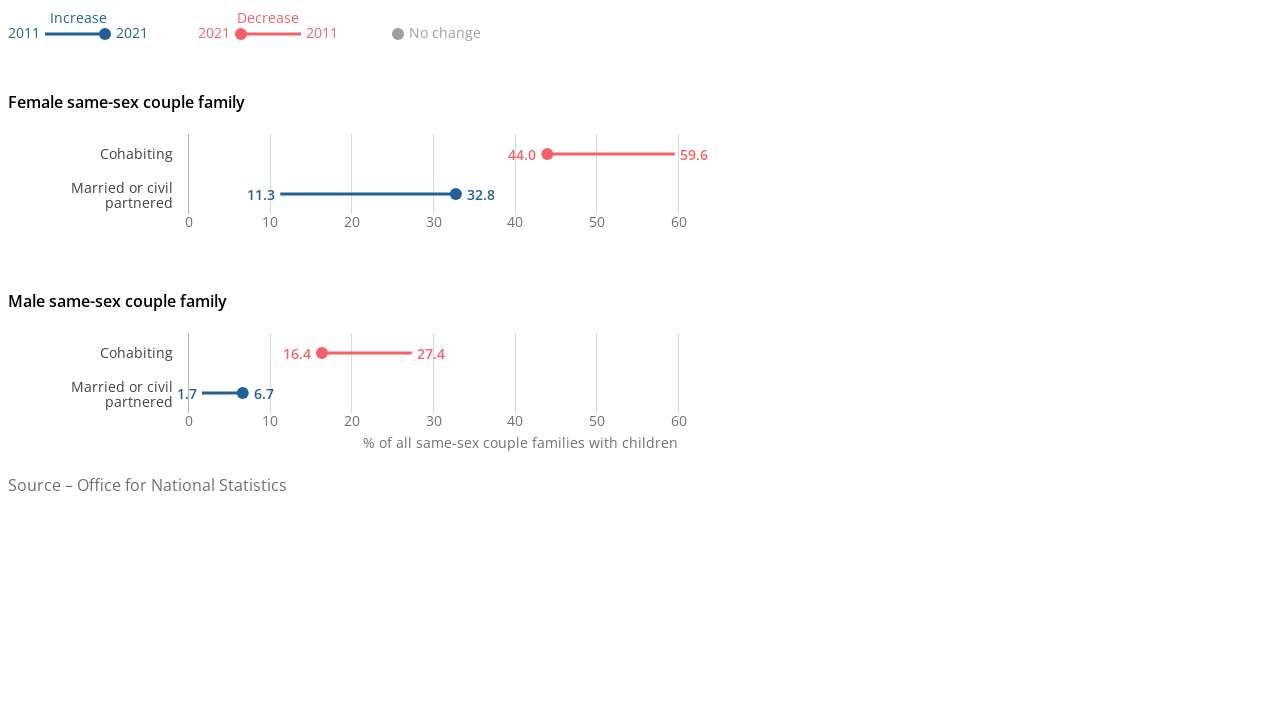 Increase
2011 2021
Decrease
2021 2011
No change
Female same-sex couple family
Cohabiting
44.0 59.6
Married or civil
partnered
11.3 32.8
0 10 20 30 40 50 60
Male same-sex couple family
Cohabiting
16.4 27.4
Married or civil
partnered
1.7 6.7
0 10 20 30 40 50 60
% of all same-sex couple families with children
Source – Office for National Statistics